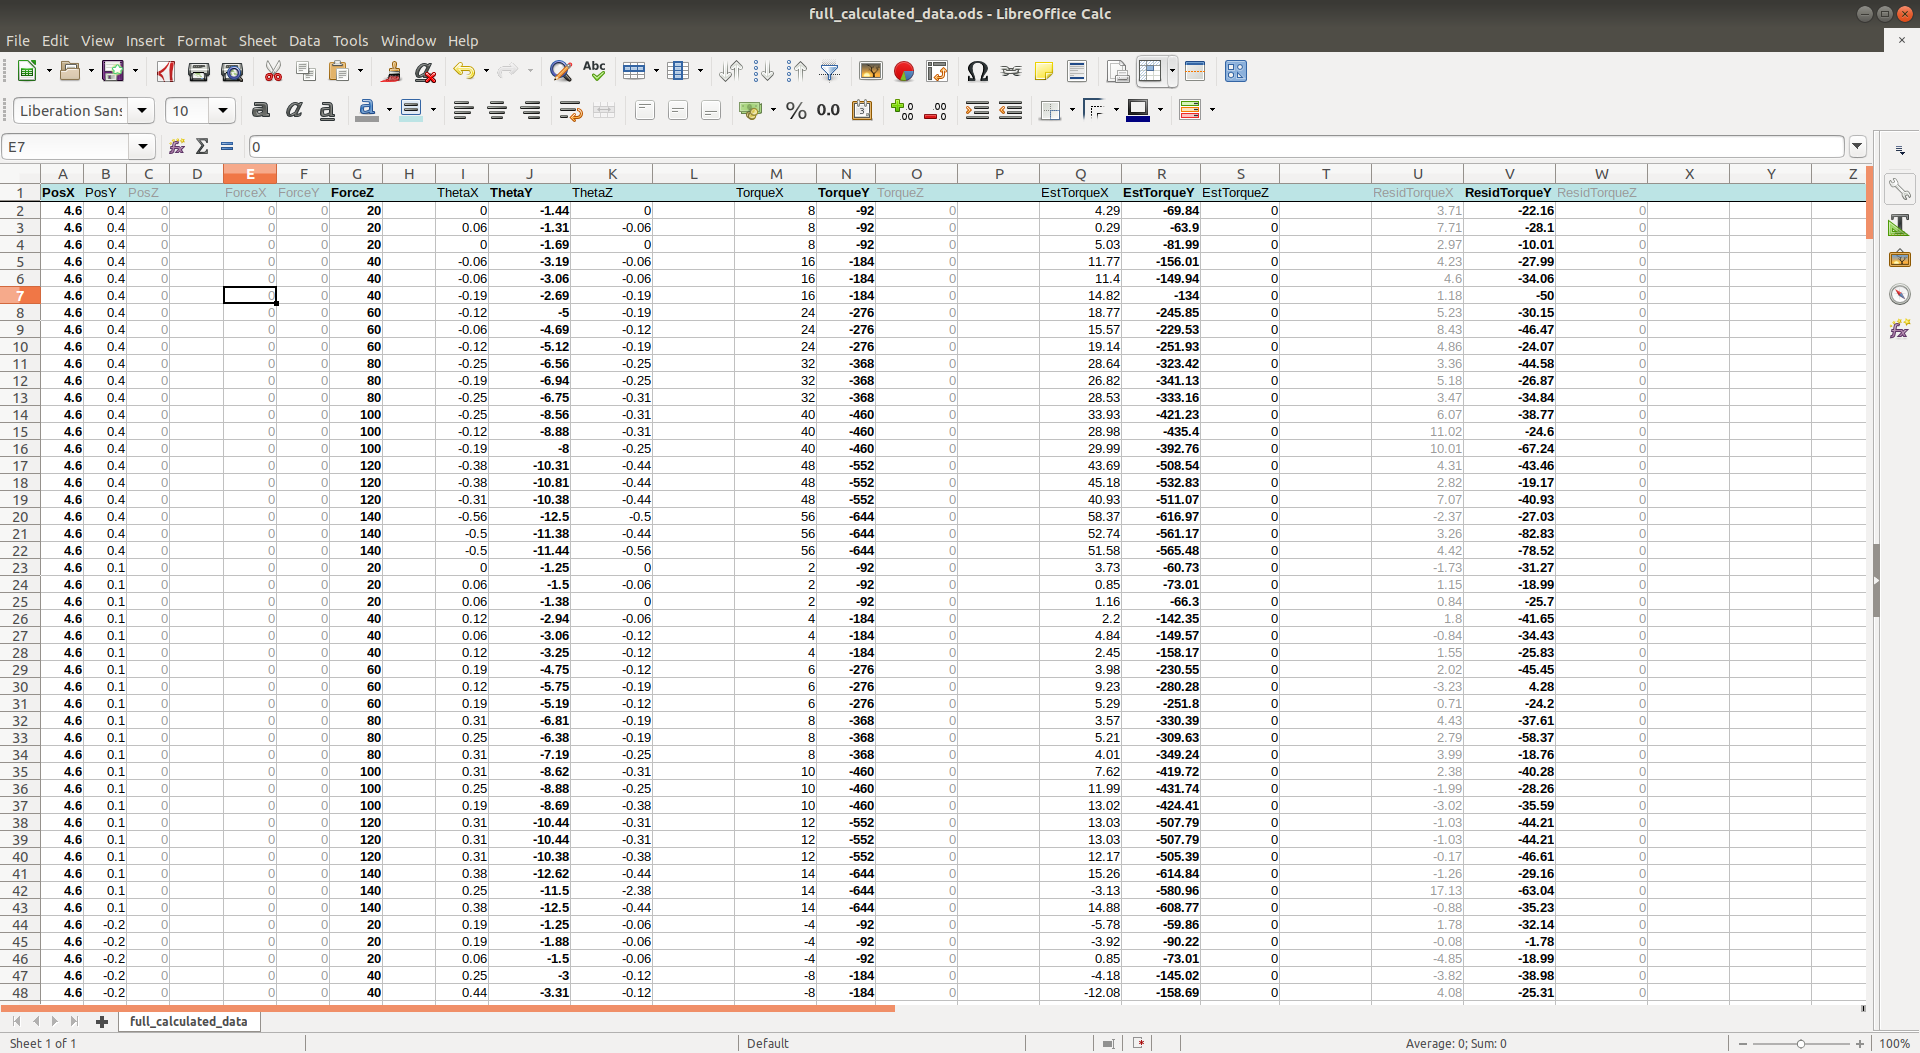 full_calculated_data.ods - LibreOffice Calc
File Edit View Insert Format Sheet Data Tools Window Help
Liberation Sans 10
E7 0
A B C D E F G H I J K L M N O P Q R S T U V W X Y Z
1 PosX PosY PosZ ForceX ForceY ForceZ ThetaX ThetaY ThetaZ TorqueX TorqueY TorqueZ EstTorqueX EstTorqueY EstTorqueZ ResidTorqueX ResidTorqueY ResidTorqueZ
2 4.6 0.4 0 0 0 20 0 -1.44 0 8 -92 0 4.29 -69.84 0 3.71 -22.16 0
3 4.6 0.4 0 0 0 20 0.06 -1.31 -0.06 8 -92 0 0.29 -63.9 0 7.71 -28.1 0
4 4.6 0.4 0 0 0 20 0 -1.69 0 8 -92 0 5.03 -81.99 0 2.97 -10.01 0
5 4.6 0.4 0 0 0 40 -0.06 -3.19 -0.06 16 -184 0 11.77 -156.01 0 4.23 -27.99 0
6 4.6 0.4 0 0 0 40 -0.06 -3.06 -0.06 16 -184 0 11.4 -149.94 0 4.6 -34.06 0
7 4.6 0.4 0 0 0 40 -0.19 -2.69 -0.19 16 -184 0 14.82 -134 0 1.18 -50 0
8 4.6 0.4 0 0 0 60 -0.12 -5 -0.19 24 -276 0 18.77 -245.85 0 5.23 -30.15 0
9 4.6 0.4 0 0 0 60 -0.06 -4.69 -0.12 24 -276 0 15.57 -229.53 0 8.43 -46.47 0
10 4.6 0.4 0 0 0 60 -0.12 -5.12 -0.19 24 -276 0 19.14 -251.93 0 4.86 -24.07 0
11 4.6 0.4 0 0 0 80 -0.25 -6.56 -0.25 32 -368 0 28.64 -323.42 0 3.36 -44.58 0
12 4.6 0.4 0 0 0 80 -0.19 -6.94 -0.25 32 -368 0 26.82 -341.13 0 5.18 -26.87 0
13 4.6 0.4 0 0 0 80 -0.25 -6.75 -0.31 32 -368 0 28.53 -333.16 0 3.47 -34.84 0
14 4.6 0.4 0 0 0 100 -0.25 -8.56 -0.31 40 -460 0 33.93 -421.23 0 6.07 -38.77 0
15 4.6 0.4 0 0 0 100 -0.12 -8.88 -0.31 40 -460 0 28.98 -435.4 0 11.02 -24.6 0
16 4.6 0.4 0 0 0 100 -0.19 -8 -0.25 40 -460 0 29.99 -392.76 0 10.01 -67.24 0
17 4.6 0.4 0 0 0 120 -0.38 -10.31 -0.44 48 -552 0 43.69 -508.54 0 4.31 -43.46 0
18 4.6 0.4 0 0 0 120 -0.38 -10.81 -0.44 48 -552 0 45.18 -532.83 0 2.82 -19.17 0
19 4.6 0.4 0 0 0 120 -0.31 -10.38 -0.44 48 -552 0 40.93 -511.07 0 7.07 -40.93 0
20 4.6 0.4 0 0 0 140 -0.56 -12.5 -0.5 56 -644 0 58.37 -616.97 0 -2.37 -27.03 0
21 4.6 0.4 0 0 0 140 -0.5 -11.38 -0.44 56 -644 0 52.74 -561.17 0 3.26 -82.83 0
22 4.6 0.4 0 0 0 140 -0.5 -11.44 -0.56 56 -644 0 51.58 -565.48 0 4.42 -78.52 0
23 4.6 0.1 0 0 0 20 0 -1.25 0 2 -92 0 3.73 -60.73 0 -1.73 -31.27 0
24 4.6 0.1 0 0 0 20 0.06 -1.5 -0.06 2 -92 0 0.85 -73.01 0 1.15 -18.99 0
25 4.6 0.1 0 0 0 20 0.06 -1.38 0 2 -92 0 1.16 -66.3 0 0.84 -25.7 0
26 4.6 0.1 0 0 0 40 0.12 -2.94 -0.06 4 -184 0 2.2 -142.35 0 1.8 -41.65 0
27 4.6 0.1 0 0 0 40 0.06 -3.06 -0.12 4 -184 0 4.84 -149.57 0 -0.84 -34.43 0
28 4.6 0.1 0 0 0 40 0.12 -3.25 -0.12 4 -184 0 2.45 -158.17 0 1.55 -25.83 0
29 4.6 0.1 0 0 0 60 0.19 -4.75 -0.12 6 -276 0 3.98 -230.55 0 2.02 -45.45 0
30 4.6 0.1 0 0 0 60 0.12 -5.75 -0.19 6 -276 0 9.23 -280.28 0 -3.23 4.28 0
31 4.6 0.1 0 0 0 60 0.19 -5.19 -0.12 6 -276 0 5.29 -251.8 0 0.71 -24.2 0
32 4.6 0.1 0 0 0 80 0.31 -6.81 -0.19 8 -368 0 3.57 -330.39 0 4.43 -37.61 0
33 4.6 0.1 0 0 0 80 0.25 -6.38 -0.19 8 -368 0 5.21 -309.63 0 2.79 -58.37 0
34 4.6 0.1 0 0 0 80 0.31 -7.19 -0.25 8 -368 0 4.01 -349.24 0 3.99 -18.76 0
35 4.6 0.1 0 0 0 100 0.31 -8.62 -0.31 10 -460 0 7.62 -419.72 0 2.38 -40.28 0
36 4.6 0.1 0 0 0 100 0.25 -8.88 -0.25 10 -460 0 11.99 -431.74 0 -1.99 -28.26 0
37 4.6 0.1 0 0 0 100 0.19 -8.69 -0.38 10 -460 0 13.02 -424.41 0 -3.02 -35.59 0
38 4.6 0.1 0 0 0 120 0.31 -10.44 -0.31 12 -552 0 13.03 -507.79 0 -1.03 -44.21 0
39 4.6 0.1 0 0 0 120 0.31 -10.44 -0.31 12 -552 0 13.03 -507.79 0 -1.03 -44.21 0
40 4.6 0.1 0 0 0 120 0.31 -10.38 -0.38 12 -552 0 12.17 -505.39 0 -0.17 -46.61 0
41 4.6 0.1 0 0 0 140 0.38 -12.62 -0.44 14 -644 0 15.26 -614.84 0 -1.26 -29.16 0
42 4.6 0.1 0 0 0 140 0.25 -11.5 -2.38 14 -644 0 -3.13 -580.96 0 17.13 -63.04 0
43 4.6 0.1 0 0 0 140 0.38 -12.5 -0.44 14 -644 0 14.88 -608.77 0 -0.88 -35.23 0
44 4.6 -0.2 0 0 0 20 0.19 -1.25 -0.06 -4 -92 0 -5.78 -59.86 0 1.78 -32.14 0
45 4.6 -0.2 0 0 0 20 0.19 -1.88 -0.06 -4 -92 0 -3.92 -90.22 0 -0.08 -1.78 0
46 4.6 -0.2 0 0 0 20 0.06 -1.5 -0.06 -4 -92 0 0.85 -73.01 0 -4.85 -18.99 0
47 4.6 -0.2 0 0 0 40 0.25 -3 -0.12 -8 -184 0 -4.18 -145.02 0 -3.82 -38.98 0
48 4.6 -0.2 0 0 0 40 0.44 -3.31 -0.12 -8 -184 0 -12.08 -158.69 0 4.08 -25.31 0
full_calculated_data
Sheet 1 of 1 Default Average: 0; Sum: 0 100%